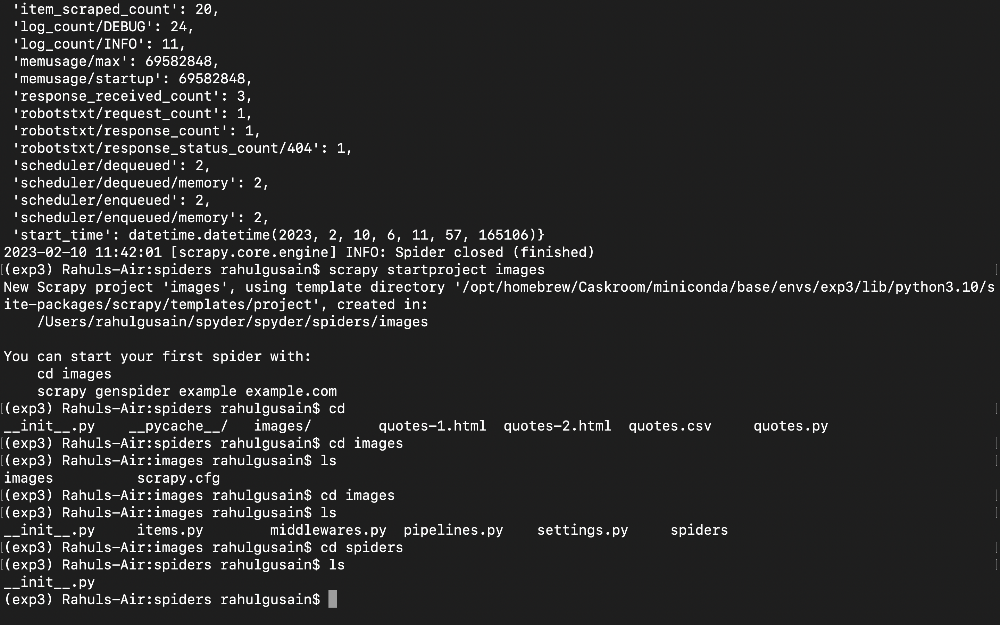 'item_scraped_count': 20,
'log_count/DEBUG': 24,
'log_count/INFO': 11,
'memusage/max': 69582848,
'memusage/startup': 69582848,
'response_received_count': 3,
'robotstxt/request_count': 1,
'robotstxt/response_count': 1,
'robotstxt/response_status_count/404': 1,
'scheduler/dequeued': 2,
'scheduler/dequeued/memory': 2,
'scheduler/enqueued': 2,
'scheduler/enqueued/memory': 2,
'start_time': datetime.datetime(2023, 2, 10, 6, 11, 57, 165106)}
2023-02-10 11:42:01 [scrapy.core.engine] INFO: Spider closed (finished)
[(exp3) Rahuls-Air:spiders rahulgusain$ scrapy startproject images ]
New Scrapy project 'images', using template directory '/opt/homebrew/Caskroom/miniconda/base/envs/exp3/lib/python3.10/s
ite-packages/scrapy/templates/project', created in:
/Users/rahulgusain/spyder/spyder/spiders/images
You can start your first spider with:
cd images
scrapy genspider example example.com
[(exp3) Rahuls-Air:spiders rahulgusain$ cd ]
__init__.py __pycache__/ images/ quotes-1.html quotes-2.html quotes.csv quotes.py
[(exp3) Rahuls-Air:spiders rahulgusain$ cd images ]
[(exp3) Rahuls-Air:images rahulgusain$ ls ]
images scrapy.cfg
[(exp3) Rahuls-Air:images rahulgusain$ cd images ]
[(exp3) Rahuls-Air:images rahulgusain$ ls ]
__init__.py items.py middlewares.py pipelines.py settings.py spiders
[(exp3) Rahuls-Air:images rahulgusain$ cd spiders ]
[(exp3) Rahuls-Air:spiders rahulgusain$ ls ]
__init__.py
(exp3) Rahuls-Air:spiders rahulgusain$